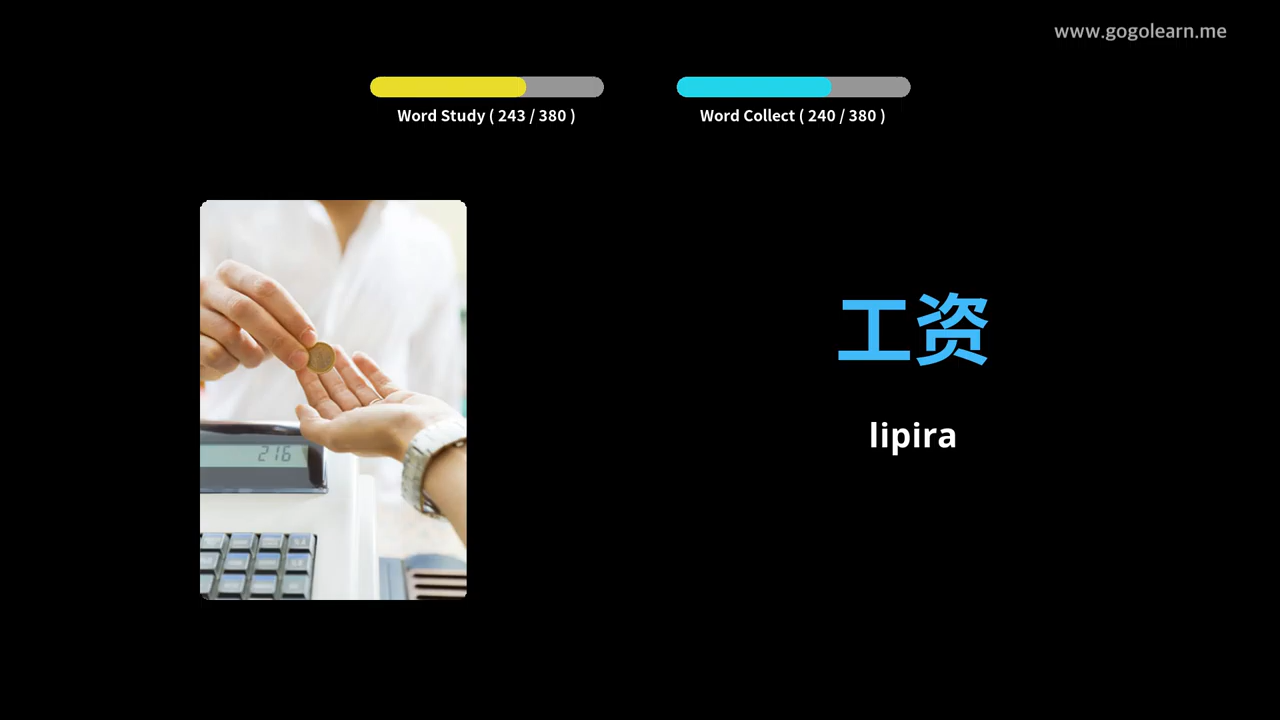 www.gogolearn.me
Word Study ( 243 / 380 )
Word Collect ( 240 / 380 )
216
工资
lipira